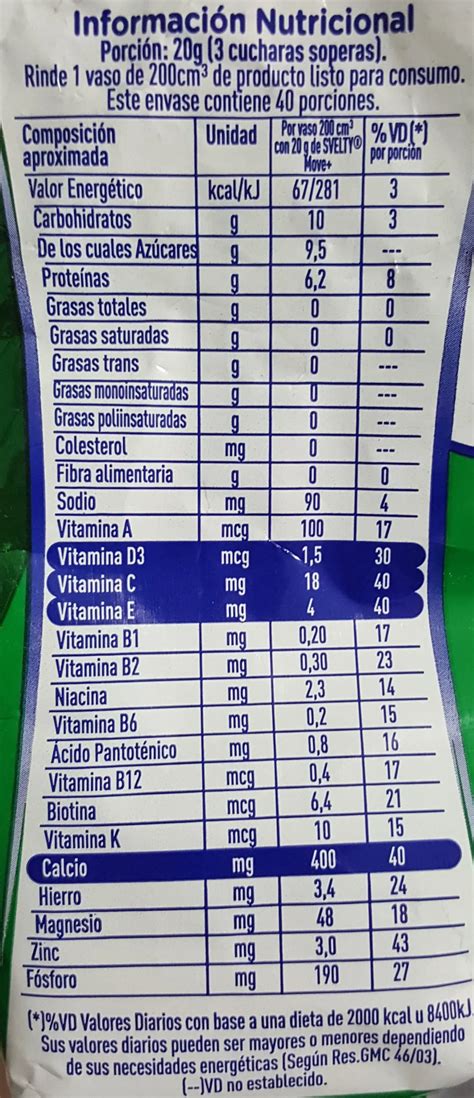 Información Nutricional
Porción: 20g (3 cucharas soperas).
Rinde 1 vaso de 200cm³ de producto listo para consumo.
Este envase contiene 40 porciones.
Composición aproximada Unidad Por vaso 200 cm³ con 20 g de SVELTY® Move+ %VD(*) por porción
Valor Energético kcal/kJ 67/281 3
Carbohidratos g 10 3
De los cuales Azúcares g 9,5 ---
Proteínas g 6,2 8
Grasas totales g 0 0
Grasas saturadas g 0 0
Grasas trans g 0 ---
Grasas monoinsaturadas g 0 ---
Grasas poliinsaturadas g 0 ---
Colesterol mg 0 ---
Fibra alimentaria g 0 0
Sodio mg 90 4
Vitamina A mcg 100 17
Vitamina D3 mcg 1,5 30
Vitamina C mg 18 40
Vitamina E mg 4 40
Vitamina B1 mg 0,20 17
Vitamina B2 mg 0,30 23
Niacina mg 2,3 14
Vitamina B6 mg 0,2 15
Ácido Pantoténico mg 0,8 16
Vitamina B12 mcg 0,4 17
Biotina mcg 6,4 21
Vitamina K mcg 10 15
Calcio mg 400 40
Hierro mg 3,4 24
Magnesio mg 48 18
Zinc mg 3,0 43
Fósforo mg 190 27
(*)%VD Valores Diarios con base a una dieta de 2000 kcal u 8400kJ.
Sus valores diarios pueden ser mayores o menores dependiendo
de sus necesidades energéticas (Según Res.GMC 46/03).
(--)VD no establecido.